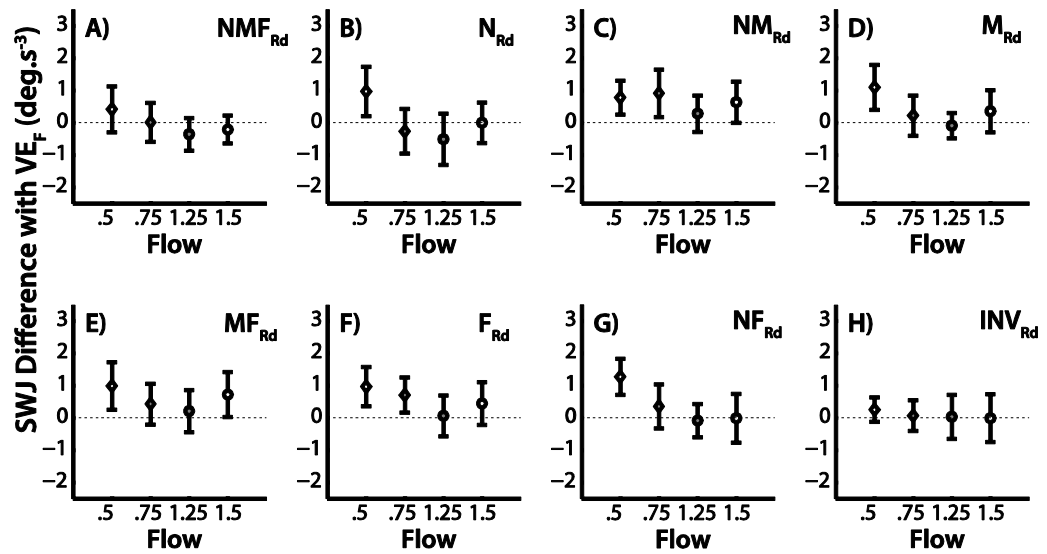 SWJ Difference with VE_F (deg.s⁻³)
A) NMF_Rd
3
2
1
0
−1
−2
.5 .75 1.25 1.5
Flow
B) N_Rd
3
2
1
0
−1
−2
.5 .75 1.25 1.5
Flow
C) NM_Rd
3
2
1
0
−1
−2
.5 .75 1.25 1.5
Flow
D) M_Rd
3
2
1
0
−1
−2
.5 .75 1.25 1.5
Flow
E) MF_Rd
3
2
1
0
−1
−2
.5 .75 1.25 1.5
Flow
F) F_Rd
3
2
1
0
−1
−2
.5 .75 1.25 1.5
Flow
G) NF_Rd
3
2
1
0
−1
−2
.5 .75 1.25 1.5
Flow
H) INV_Rd
3
2
1
0
−1
−2
.5 .75 1.25 1.5
Flow